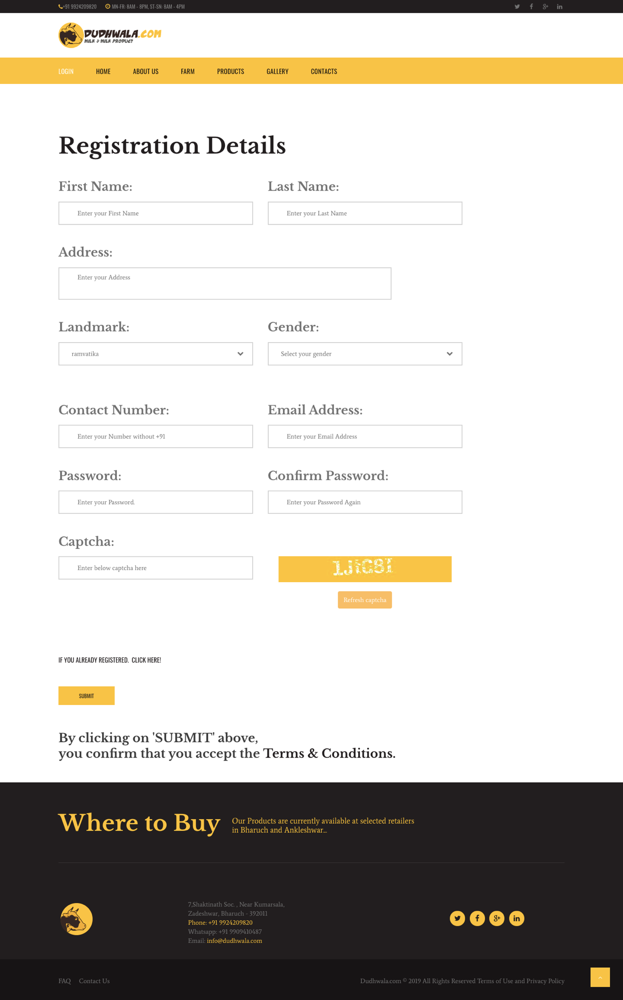 +91 9924209820 MN-FR: 8AM - 8PM, ST-SN: 8AM - 4PM
DUDHWALA.COM
MILK & MILK PRODUCT
LOGIN HOME ABOUT US FARM PRODUCTS GALLERY CONTACTS
Registration Details
First Name: Last Name:
Enter your First Name Enter your Last Name
Address:
Enter your Address
Landmark: Gender:
ramvatika Select your gender
Contact Number: Email Address:
Enter your Number without +91 Enter your Email Address
Password: Confirm Password:
Enter your Password. Enter your Password Again
Captcha:
Enter below captcha here
Refresh captcha
IF YOU ALREADY REGISTERED. CLICK HERE!
SUBMIT
By clicking on 'SUBMIT' above,
you confirm that you accept the Terms & Conditions.
Where to Buy
Our Products are currently available at selected retailers
in Bharuch and Ankleshwar...
7,Shaktinath Soc. , Near Kumarsala,
Zadeshwar, Bharuch - 392011
Phone: +91 9924209820
Whatsapp: +91 9909410487
Email: info@dudhwala.com
FAQ Contact Us Dudhwala.com © 2019 All Rights Reserved Terms of Use and Privacy Policy